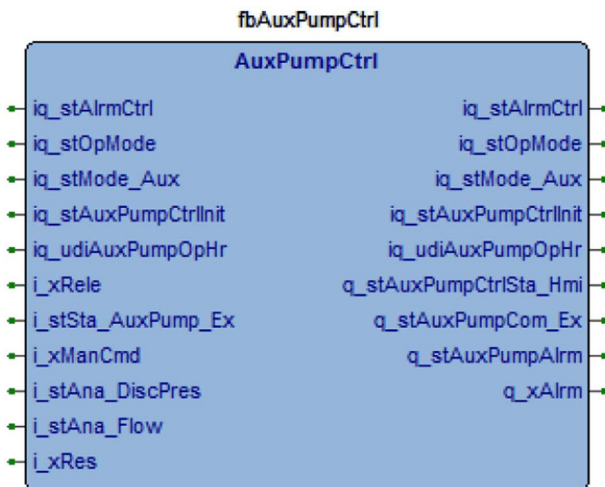 fbAuxPumpCtrl
AuxPumpCtrl
iq_stAlrmCtrl iq_stAlrmCtrl
iq_stOpMode iq_stOpMode
iq_stMode_Aux iq_stMode_Aux
iq_stAuxPumpCtrlInit iq_stAuxPumpCtrlInit
iq_udiAuxPumpOpHr iq_udiAuxPumpOpHr
i_xRele q_stAuxPumpCtrlSta_Hmi
i_stSta_AuxPump_Ex q_stAuxPumpCom_Ex
i_xManCmd q_stAuxPumpAlrm
i_stAna_DiscPres q_xAlrm
i_stAna_Flow
i_xRes